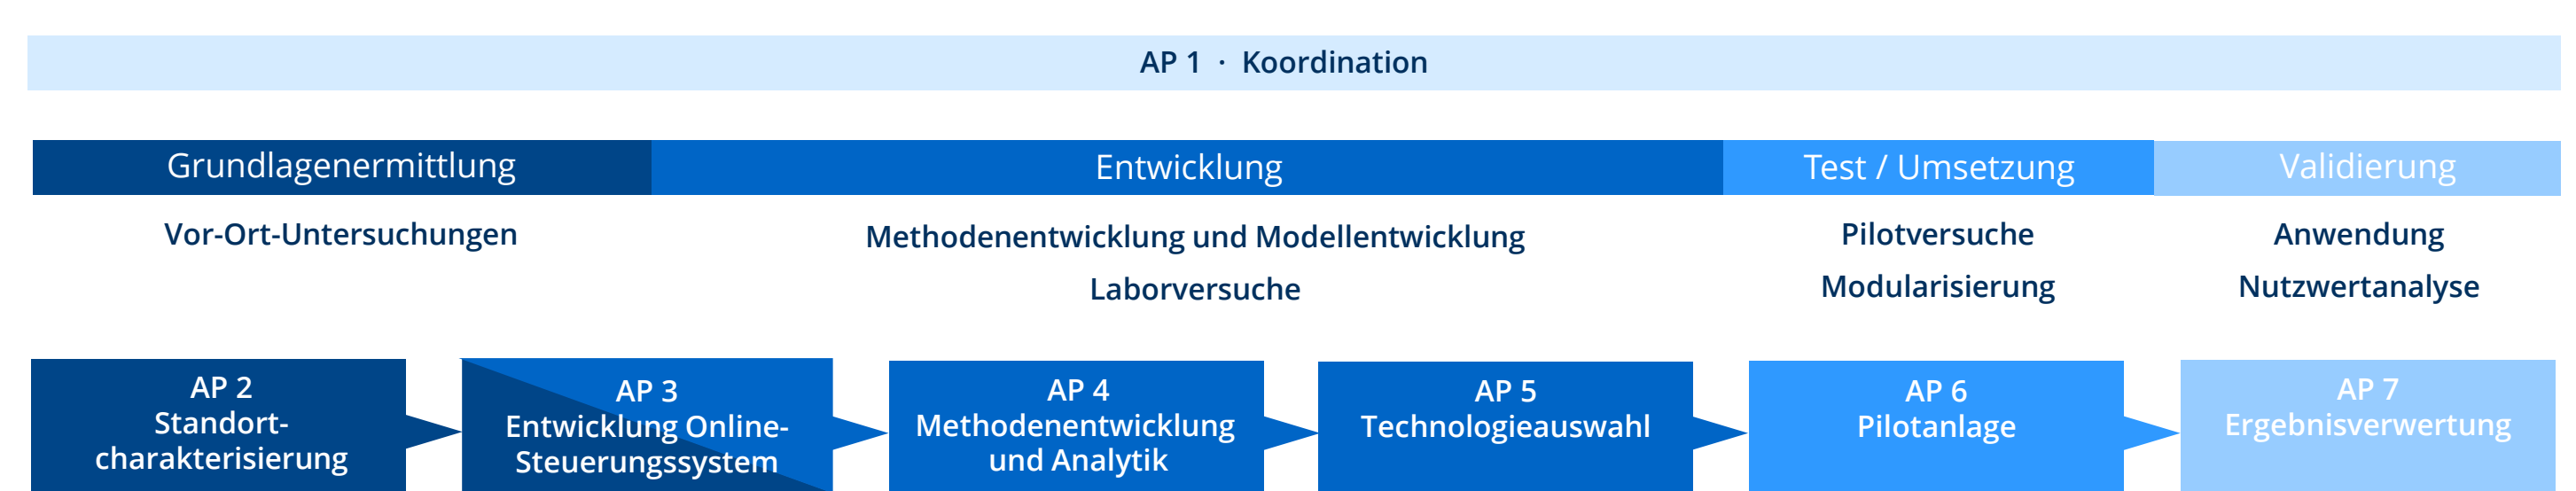 AP 1 · Koordination
Grundlagenermittlung
Entwicklung
Test / Umsetzung
Validierung
Vor-Ort-Untersuchungen
Methodenentwicklung und Modellentwicklung
Laborversuche
Pilotversuche
Modularisierung
Anwendung
Nutzwertanalyse
AP 2
Standort-
charakterisierung
AP 3
Entwicklung Online-
Steuerungssystem
AP 4
Methodenentwicklung
und Analytik
AP 5
Technologieauswahl
AP 6
Pilotanlage
AP 7
Ergebnisverwertung